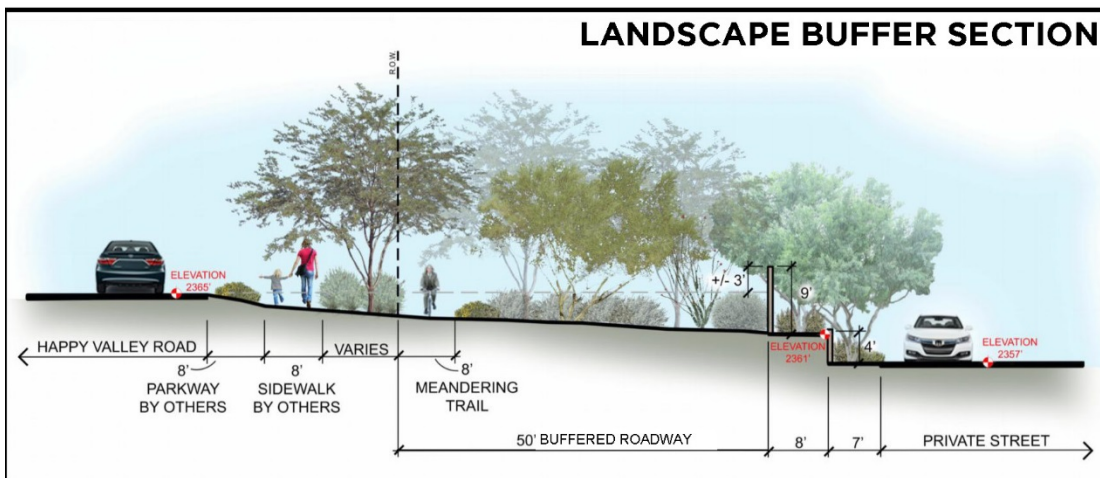 LANDSCAPE BUFFER SECTION
R.O.W.
ELEVATION
2365'
+/- 3'
9'
ELEVATION
2361'
4'
ELEVATION
2357'
HAPPY VALLEY ROAD
8'
PARKWAY
BY OTHERS
8'
SIDEWALK
BY OTHERS
VARIES
8'
MEANDERING
TRAIL
50' BUFFERED ROADWAY
8'
7'
PRIVATE STREET